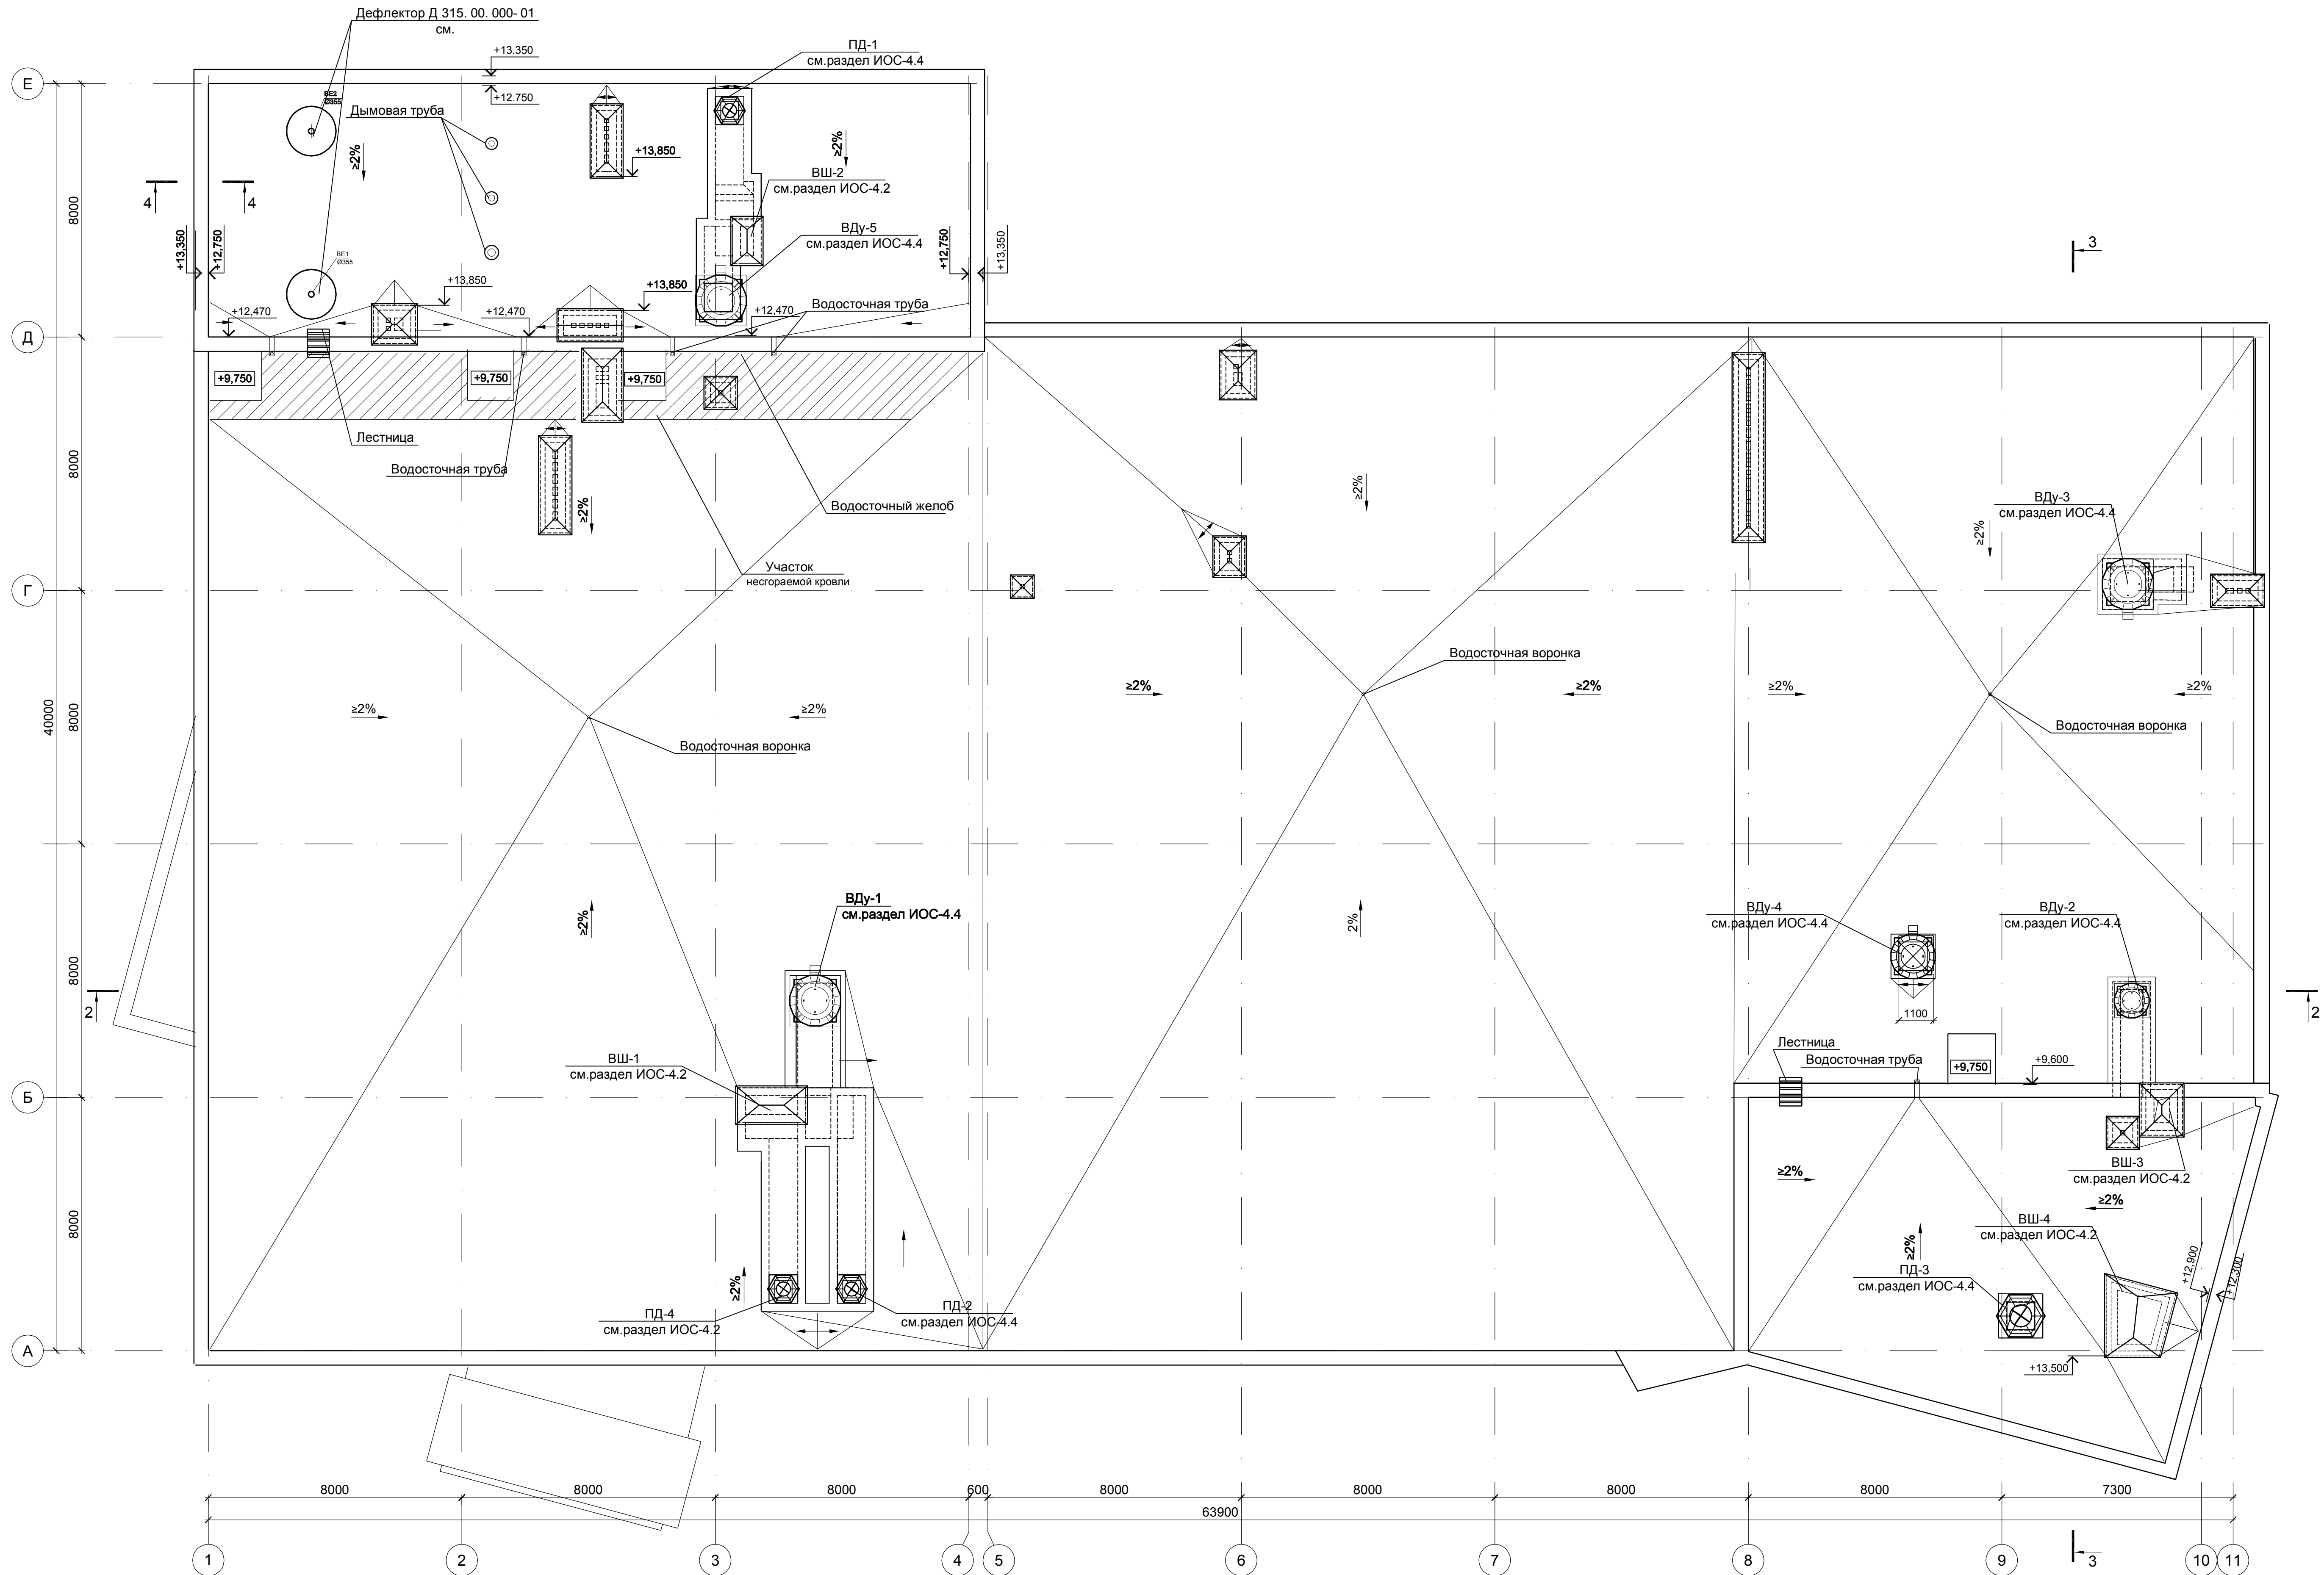 Дефлектор Д 315. 00. 000- 01
см.
+13.350
+12.750
ПД-1
см.раздел ИОС-4.4
Е
ВЕ2
Ø355
Дымовая труба
≥2%
+13,850
≥2%
ВШ-2
см.раздел ИОС-4.2
4
4
8000
ВДу-5
см.раздел ИОС-4.4
+13,350
+12,750
ВЕ1
Ø355
+12,750
+13,350
3
+13,850
+13,850
Водосточная труба
+12,470
+12,470
+12,470
Д
+9,750
+9,750
+9,750
Лестница
Водосточная труба
8000
≥2%
Водосточный желоб
≥2%
ВДу-3
см.раздел ИОС-4.4
≥2%
Участок
несгораемой кровли
Г
Водосточная воронка
≥2%
≥2%
≥2%
≥2%
40000
8000
≥2%
≥2%
Водосточная воронка
Водосточная воронка
ВДу-1
см.раздел ИОС-4.4
≥2%
2%
ВДу-4
см.раздел ИОС-4.4
ВДу-2
см.раздел ИОС-4.4
8000
2
2
1100
Лестница
Водосточная труба
+9,750
+9,600
ВШ-1
см.раздел ИОС-4.2
Б
ВШ-3
см.раздел ИОС-4.2
≥2%
≥2%
8000
ВШ-4
см.раздел ИОС-4.2
≥2%
ПД-3
см.раздел ИОС-4.4
+12,900
+12,300
≥2%
ПД-4
см.раздел ИОС-4.2
ПД-2
см.раздел ИОС-4.4
А
+13,500
8000
8000
8000
600
8000
8000
8000
8000
7300
63900
1
2
3
4
5
6
7
8
9
10
11
3